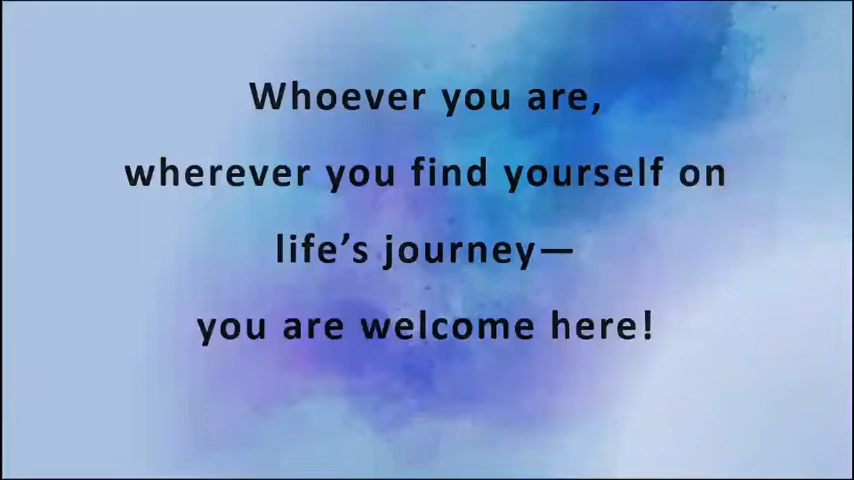 Whoever you are,
wherever you find yourself on
life’s journey—
you are welcome here!